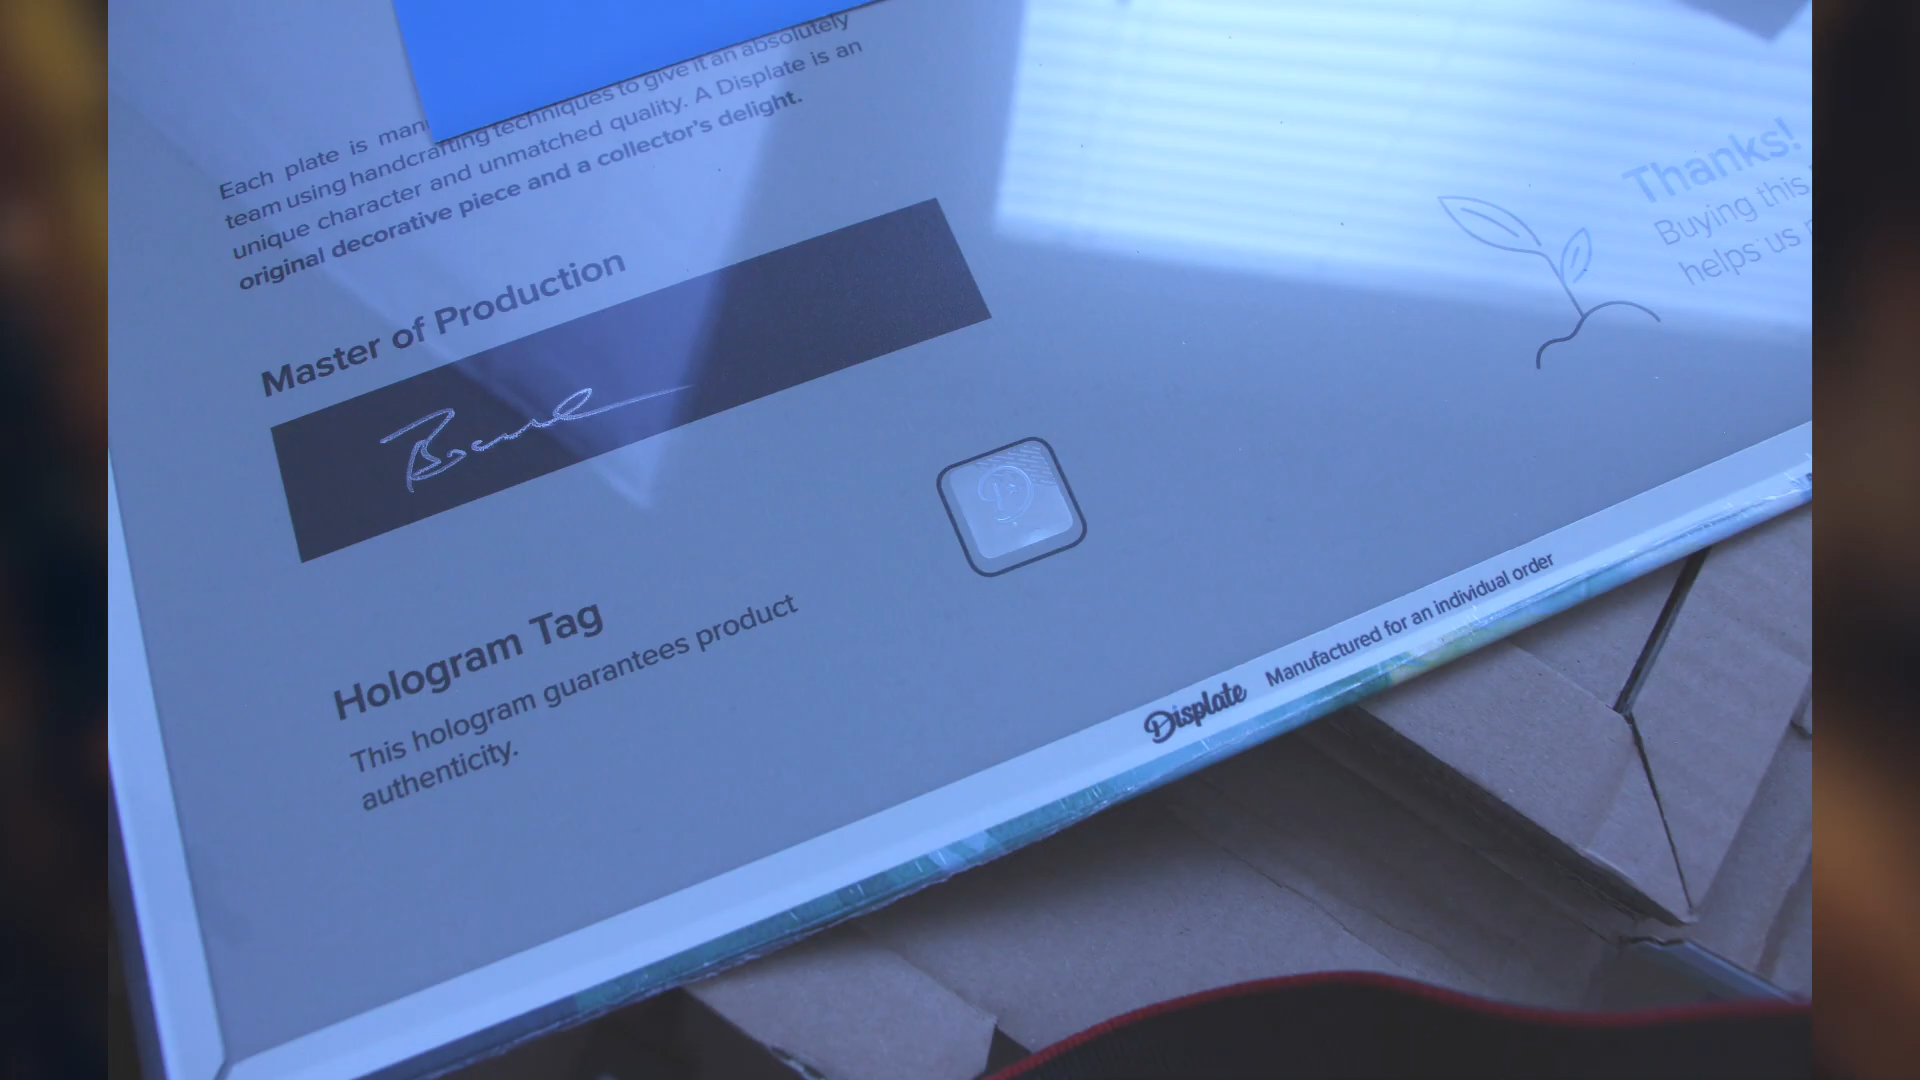 Each plate is
team using handcrafting techniques to give it an absolutely
unique character and unmatched quality. A Displate is an
original decorative piece and a collector's delight.
Master of Production
Hologram Tag
This hologram guarantees product
authenticity.
Thanks!
Buying this
helps us
Displate Manufactured for an individual order